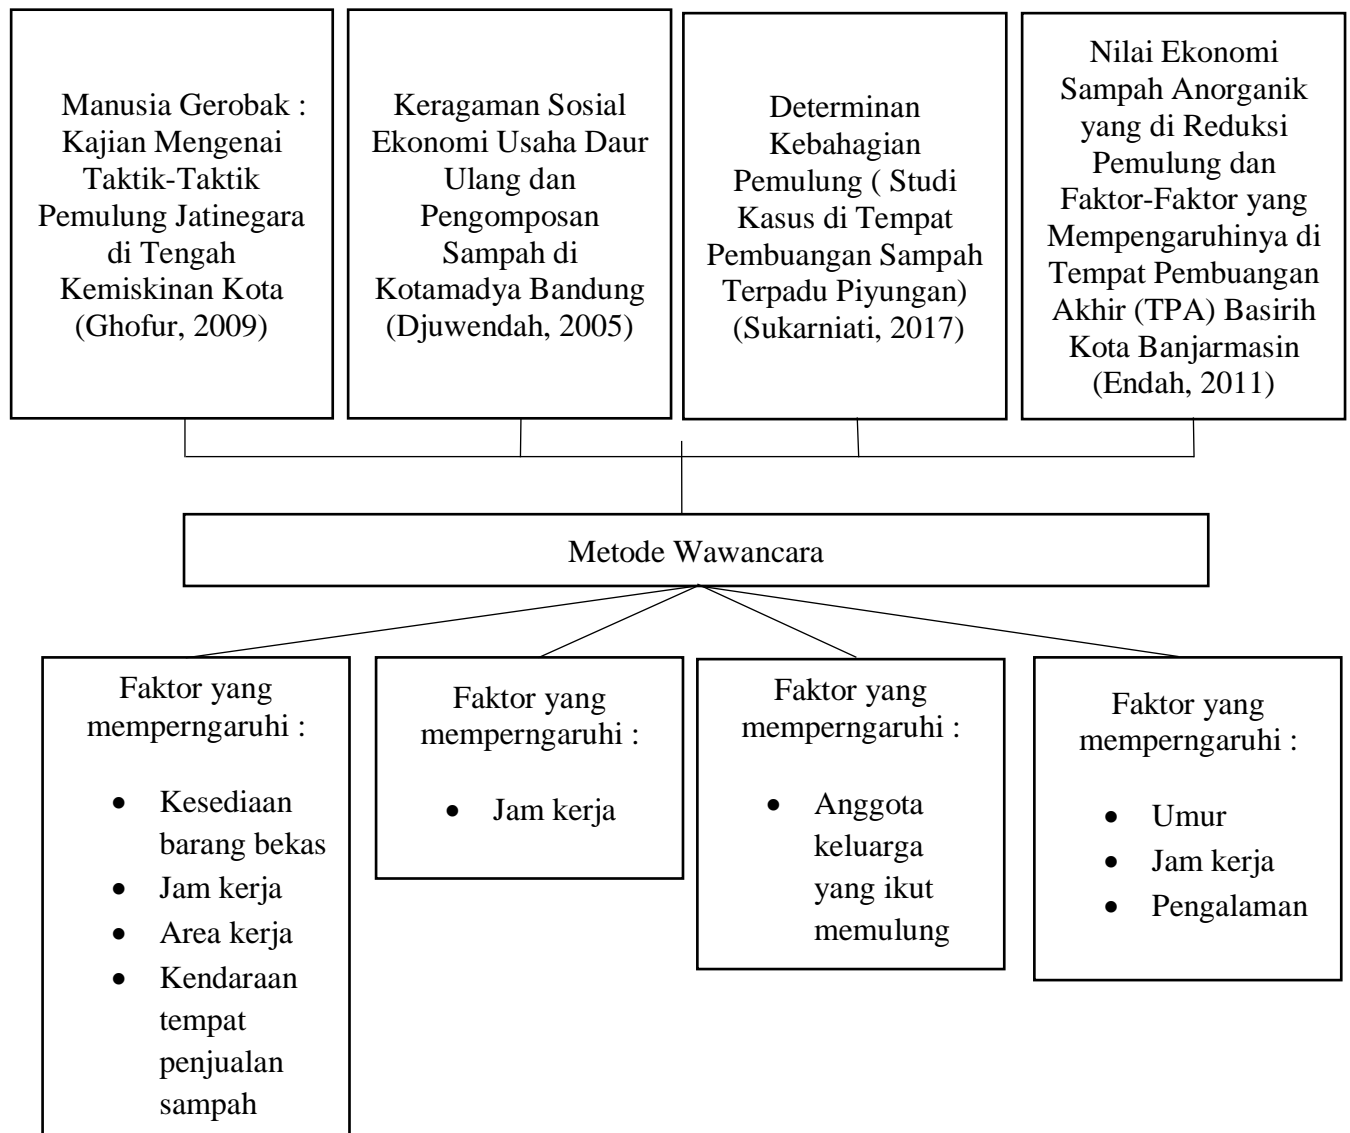 Manusia Gerobak :
Kajian Mengenai
Taktik-Taktik
Pemulung Jatinegara
di Tengah
Kemiskinan Kota
(Ghofur, 2009)
Keragaman Sosial
Ekonomi Usaha Daur
Ulang dan
Pengomposan
Sampah di
Kotamadya Bandung
(Djuwendah, 2005)
Determinan
Kebahagian
Pemulung ( Studi
Kasus di Tempat
Pembuangan Sampah
Terpadu Piyungan)
(Sukarniati, 2017)
Nilai Ekonomi
Sampah Anorganik
yang di Reduksi
Pemulung dan
Faktor-Faktor yang
Mempengaruhinya di
Tempat Pembuangan
Akhir (TPA) Basirih
Kota Banjarmasin
(Endah, 2011)
Metode Wawancara
Faktor yang
memperngaruhi :
• Kesediaan
barang bekas
• Jam kerja
• Area kerja
• Kendaraan
tempat
penjualan
sampah
Faktor yang
memperngaruhi :
• Jam kerja
Faktor yang
memperngaruhi :
• Anggota
keluarga
yang ikut
memulung
Faktor yang
memperngaruhi :
• Umur
• Jam kerja
• Pengalaman